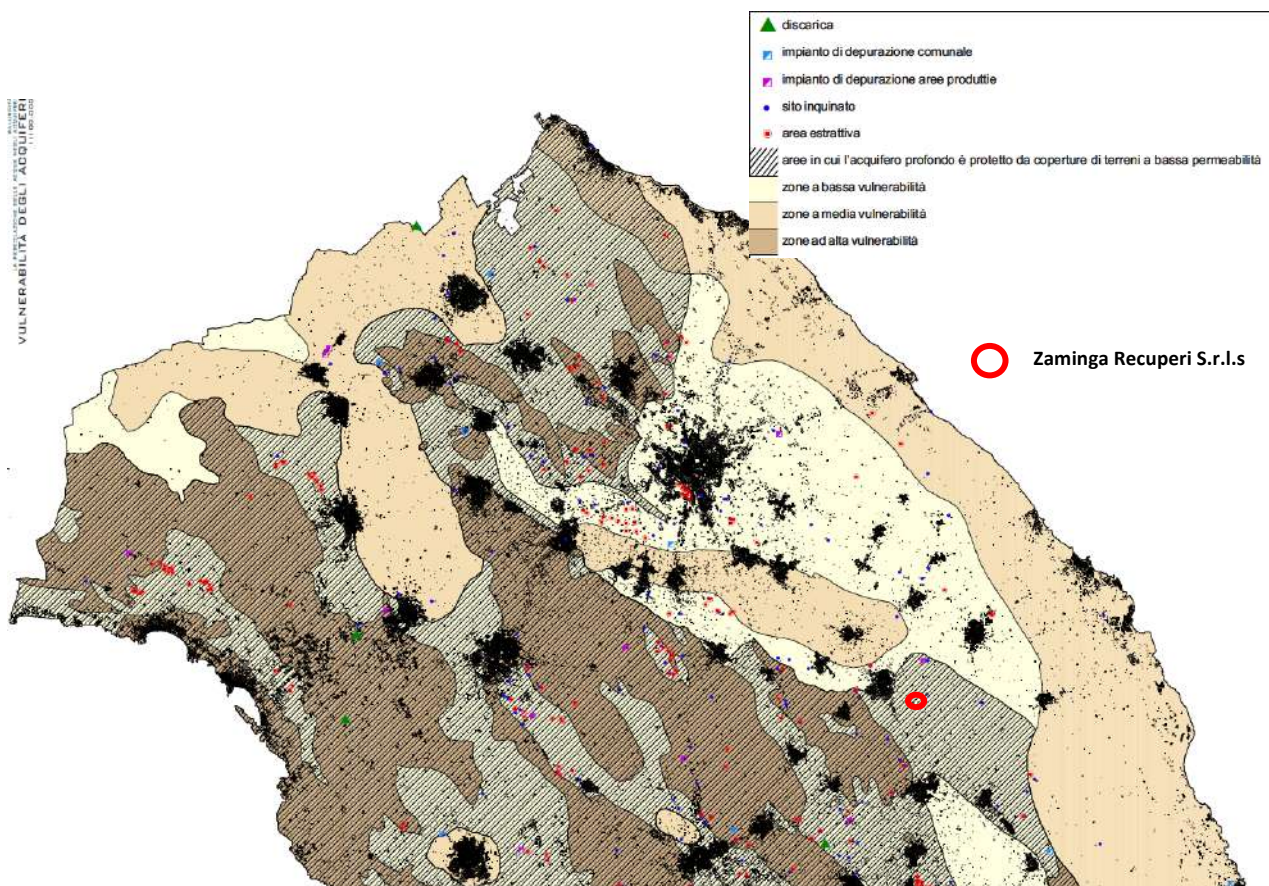 discarica
impianto di depurazione comunale
impianto di depurazione aree produttie
sito inquinato
area estrattiva
aree in cui l'acquifero profondo è protetto da coperture di terreni a bassa permeabilità
zone a bassa vulnerabilità
zone a media vulnerabilità
zone ad alta vulnerabilità
VULNERABILITÀ DEGLI ACQUIFERI
Zaminga Recuperi S.r.l.s